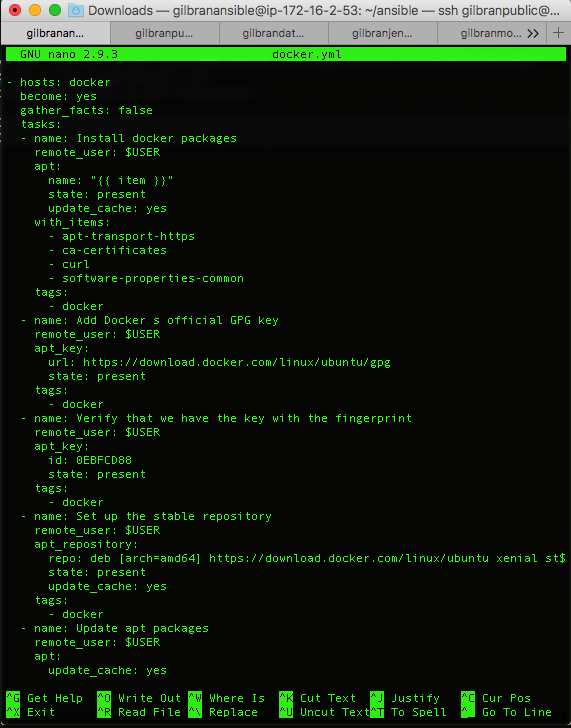 Downloads — gilbranansible@ip-172-16-2-53: ~/ansible — ssh gilbranpublic@...
gilbranan... gilbranpu... gilbrandat... gilbranjen... gilbranmo... >> +
GNU nano 2.9.3 docker.yml
- hosts: docker
  become: yes
  gather_facts: false
  tasks:
  - name: Install docker packages
    remote_user: $USER
    apt:
      name: "{{ item }}"
      state: present
      update_cache: yes
    with_items:
      - apt-transport-https
      - ca-certificates
      - curl
      - software-properties-common
    tags:
      - docker
  - name: Add Docker s official GPG key
    remote_user: $USER
    apt_key:
      url: https://download.docker.com/linux/ubuntu/gpg
      state: present
    tags:
      - docker
  - name: Verify that we have the key with the fingerprint
    remote_user: $USER
    apt_key:
      id: 0EBFCD88
      state: present
    tags:
      - docker
  - name: Set up the stable repository
    remote_user: $USER
    apt_repository:
      repo: deb [arch=amd64] https://download.docker.com/linux/ubuntu xenial st$
      state: present
      update_cache: yes
    tags:
      - docker
  - name: Update apt packages
    remote_user: $USER
    apt:
      update_cache: yes
^G Get Help ^O Write Out ^W Where Is ^K Cut Text ^J Justify ^C Cur Pos
^X Exit ^R Read File ^\ Replace ^U Uncut Text ^T To Spell ^_ Go To Line